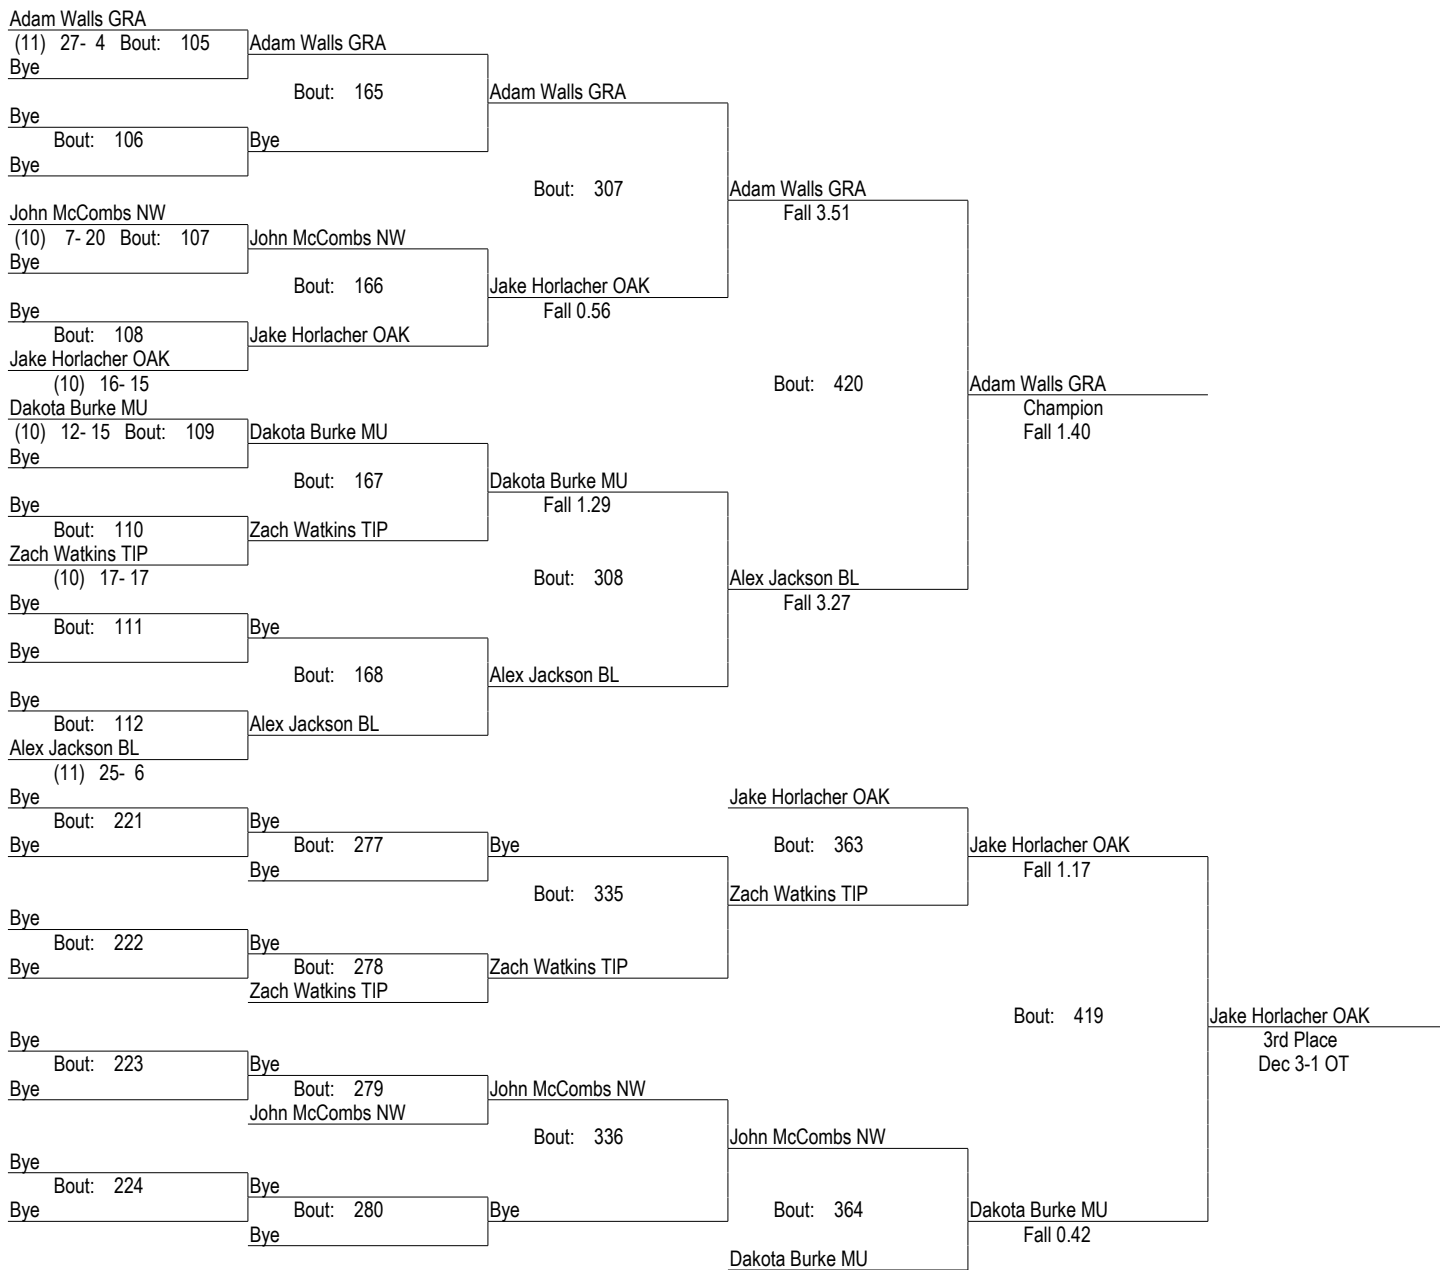 Adam Walls GRA
(11) 27- 4 Bout: 105
Adam Walls GRA
Bye
Bout: 165
Adam Walls GRA
Bye
Bout: 106
Bye
Bye
Bout: 307
Adam Walls GRA
Fall 3.51
John McCombs NW
(10) 7- 20 Bout: 107
John McCombs NW
Bye
Bout: 166
Jake Horlacher OAK
Fall 0.56
Bye
Bout: 108
Jake Horlacher OAK
Jake Horlacher OAK
(10) 16- 15
Bout: 420
Adam Walls GRA
Champion
Fall 1.40
Dakota Burke MU
(10) 12- 15 Bout: 109
Dakota Burke MU
Bye
Bout: 167
Dakota Burke MU
Fall 1.29
Bye
Bout: 110
Zach Watkins TIP
Zach Watkins TIP
(10) 17- 17
Bout: 308
Alex Jackson BL
Fall 3.27
Bye
Bout: 111
Bye
Bye
Bout: 168
Alex Jackson BL
Bye
Bout: 112
Alex Jackson BL
Alex Jackson BL
(11) 25- 6
Bye
Jake Horlacher OAK
Bout: 221
Bye
Bye
Bout: 277
Bye
Bout: 363
Jake Horlacher OAK
Fall 1.17
Bye
Bout: 335
Zach Watkins TIP
Bye
Bout: 222
Bye
Bye
Bout: 278
Zach Watkins TIP
Zach Watkins TIP
Bout: 419
Jake Horlacher OAK
3rd Place
Dec 3-1 OT
Bye
Bout: 223
Bye
Bye
Bout: 279
John McCombs NW
John McCombs NW
Bout: 336
John McCombs NW
Bye
Bout: 224
Bye
Bye
Bout: 280
Bye
Bout: 364
Dakota Burke MU
Fall 0.42
Bye
Dakota Burke MU